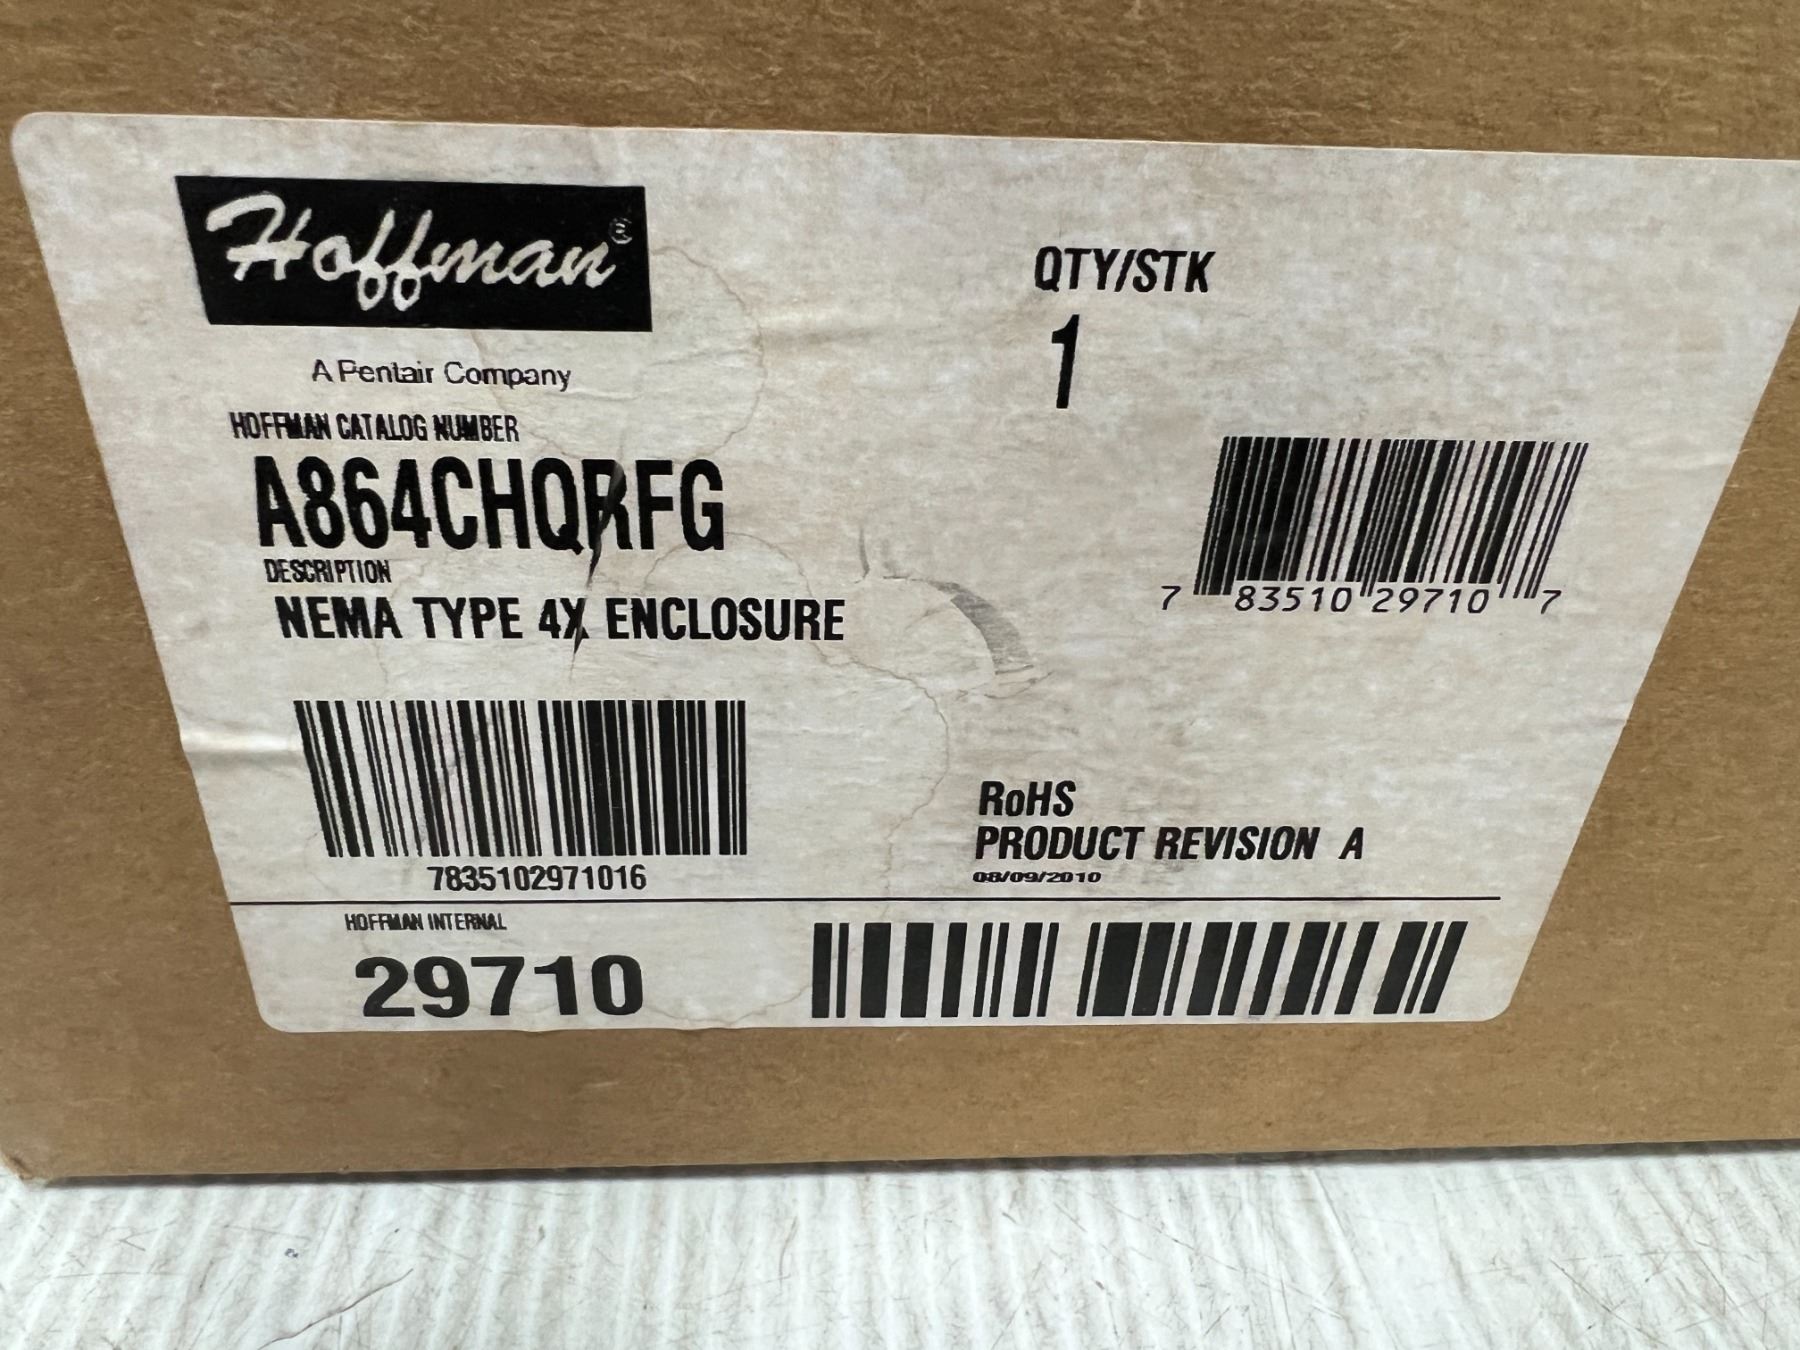 Hoffman®
A Pentair Company
HOFFMAN CATALOG NUMBER
A864CHQRFG
DESCRIPTION
NEMA TYPE 4X ENCLOSURE
7835102971016
QTY/STK
1
7 83510 29710 7
RoHS
PRODUCT REVISION A
08/09/2010
HOFFMAN INTERNAL
29710